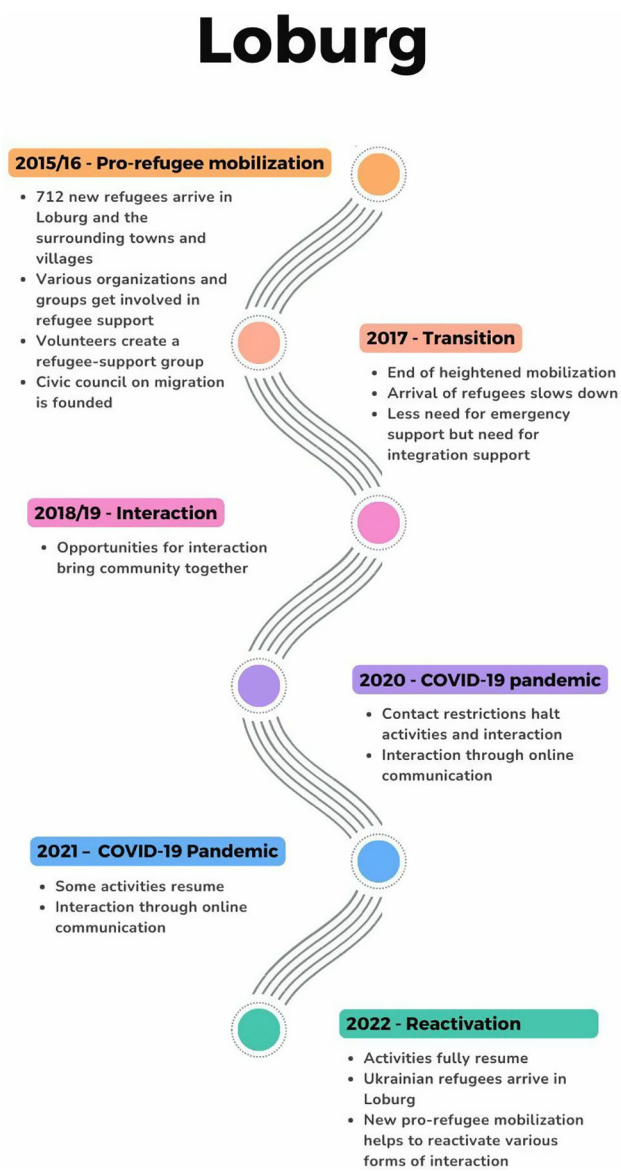 Loburg
2015/16 - Pro-refugee mobilization
• 712 new refugees arrive in
Loburg and the
surrounding towns and
villages
• Various organizations and
groups get involved in
refugee support
• Volunteers create a
refugee-support group
• Civic council on migration
is founded
2017 - Transition
• End of heightened mobilization
• Arrival of refugees slows down
• Less need for emergency
support but need for
integration support
2018/19 - Interaction
• Opportunities for interaction
bring community together
2020 - COVID-19 pandemic
• Contact restrictions halt
activities and interaction
• Interaction through online
communication
2021 – COVID-19 Pandemic
• Some activities resume
• Interaction through online
communication
2022 - Reactivation
• Activities fully resume
• Ukrainian refugees arrive in
Loburg
• New pro-refugee mobilization
helps to reactivate various
forms of interaction